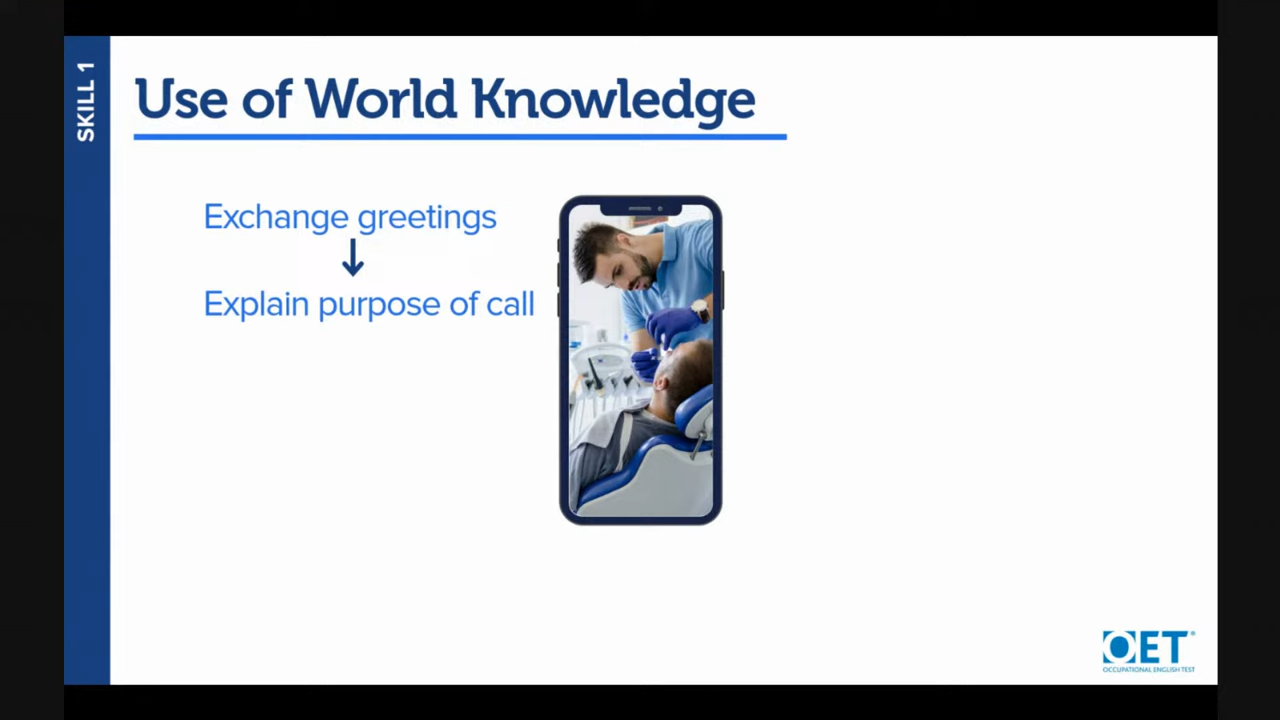 SKILL 1
Use of World Knowledge
Exchange greetings
Explain purpose of call
OET
OCCUPATIONAL ENGLISH TEST